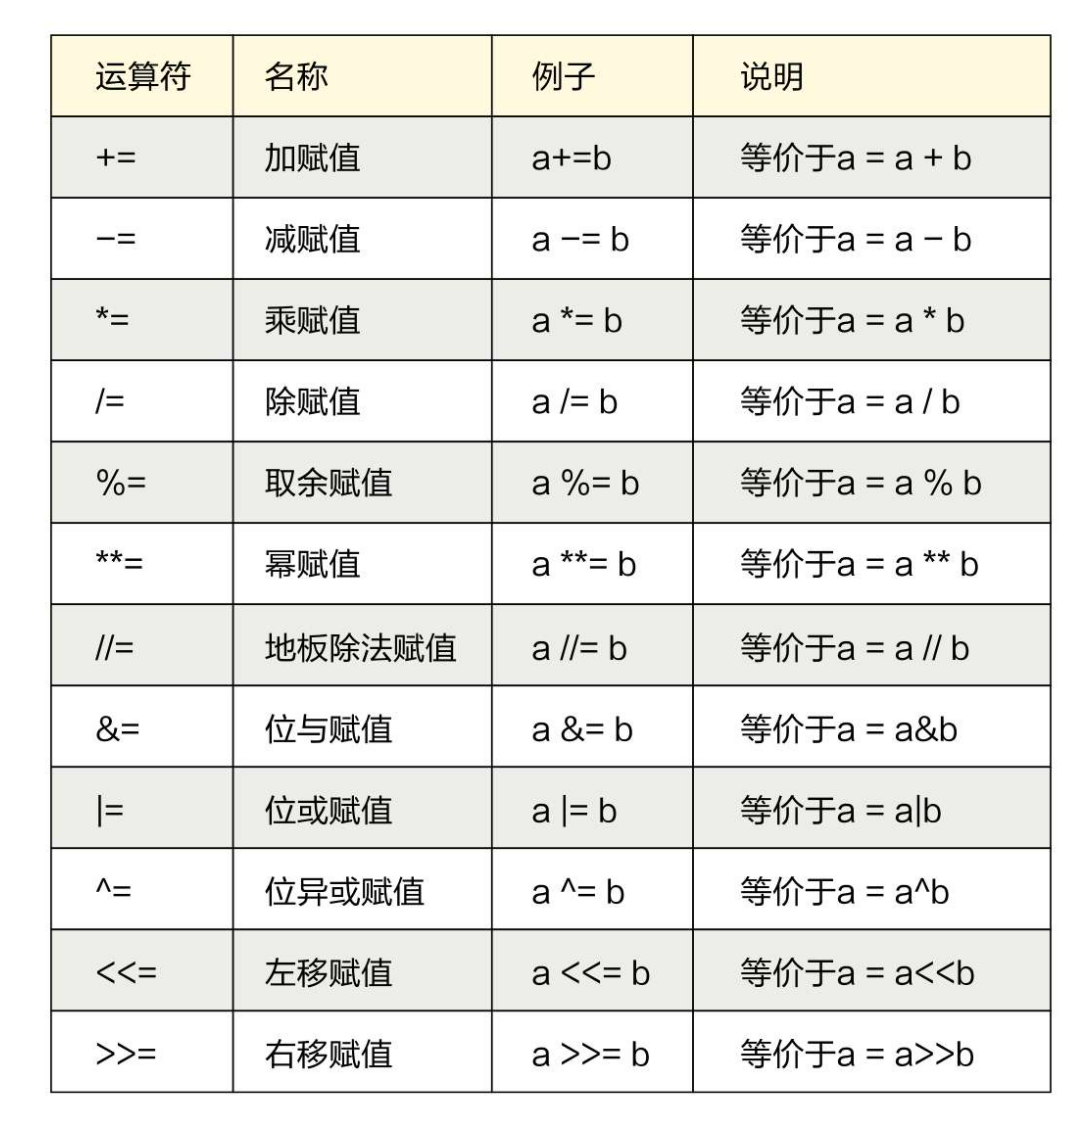 运算符 名称 例子 说明
+= 加赋值 a+=b 等价于a = a + b
−= 减赋值 a −= b 等价于a = a − b
*= 乘赋值 a *= b 等价于a = a * b
/= 除赋值 a /= b 等价于a = a / b
%= 取余赋值 a %= b 等价于a = a % b
**= 幂赋值 a **= b 等价于a = a ** b
//= 地板除法赋值 a //= b 等价于a = a // b
&= 位与赋值 a &= b 等价于a = a&b
|= 位或赋值 a |= b 等价于a = a|b
^= 位异或赋值 a ^= b 等价于a = a^b
<<= 左移赋值 a <<= b 等价于a = a<<b
>>= 右移赋值 a >>= b 等价于a = a>>b